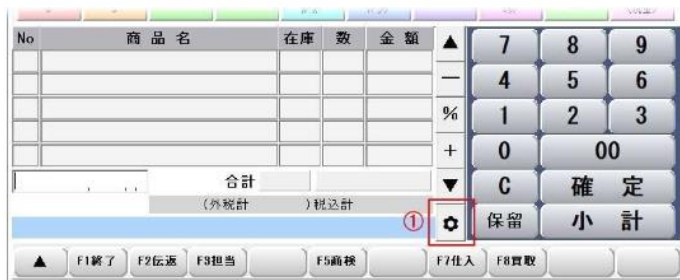 No 商品名 在庫 数 金額 ▲ 7 8 9
― 4 5 6
% 1 2 3
+ 0 00
合計 ▼ C 確定
(外税計 )税込計
① 保留 小計
▲ F1終了 F2伝返 F3担当 F5商検 F7仕入 F8買取